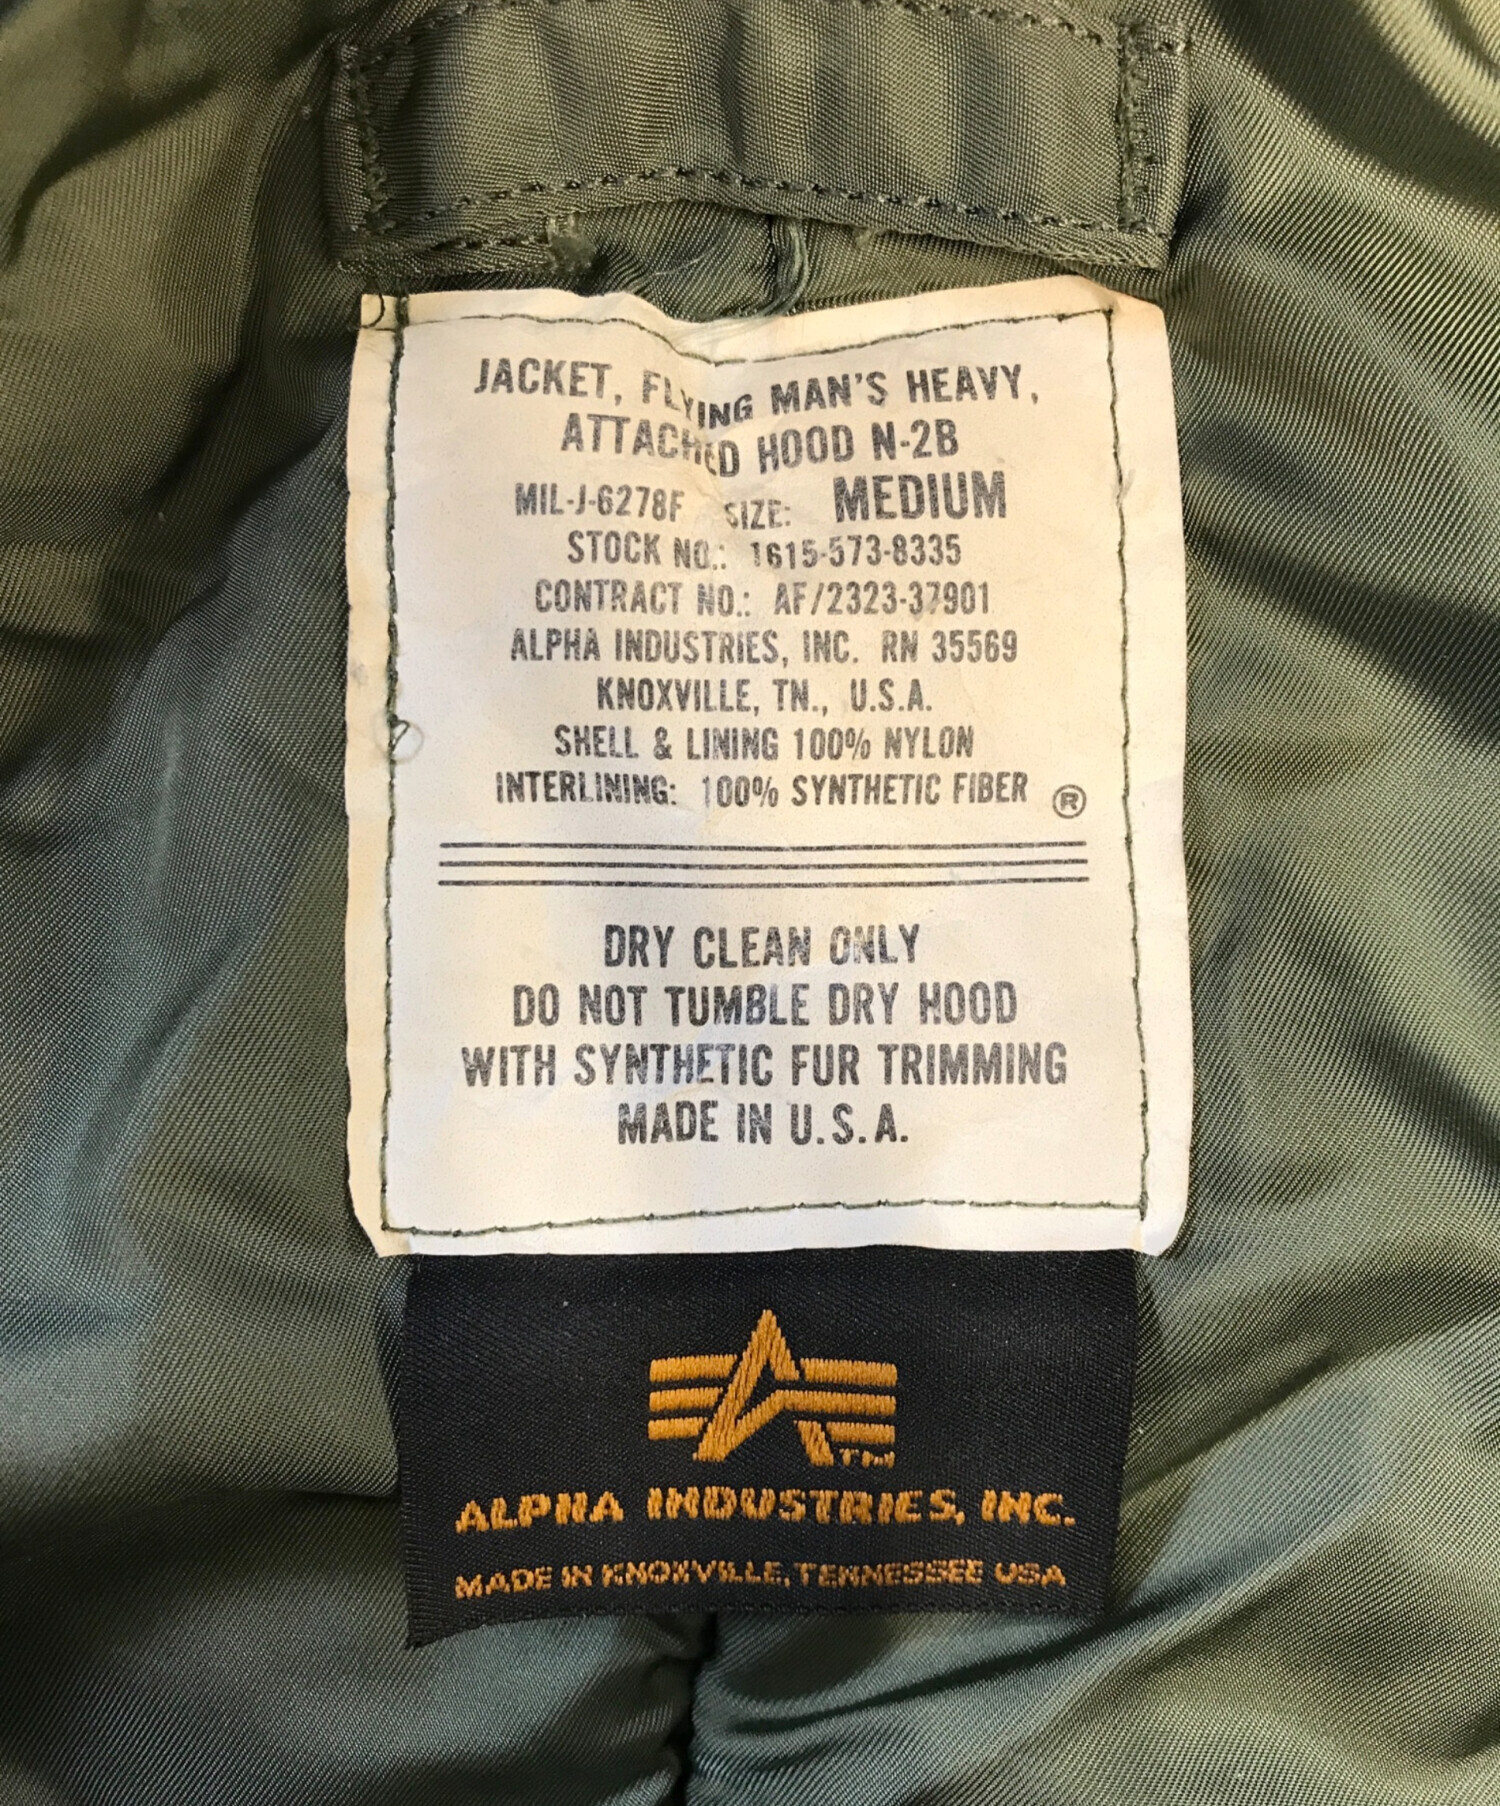 JACKET, FLYING MAN'S HEAVY,
ATTACHED HOOD N-2B
MIL-J-6278F SIZE: MEDIUM
STOCK NO.: 1615-573-8335
CONTRACT NO.: AF/2323-37901
ALPHA INDUSTRIES, INC. RN 35569
KNOXVILLE, TN., U.S.A.
SHELL & LINING 100% NYLON
INTERLINING: 100% SYNTHETIC FIBER ®
DRY CLEAN ONLY
DO NOT TUMBLE DRY HOOD
WITH SYNTHETIC FUR TRIMMING
MADE IN U.S.A.
TM
ALPHA INDUSTRIES, INC.
MADE IN KNOXVILLE, TENNESSEE USA